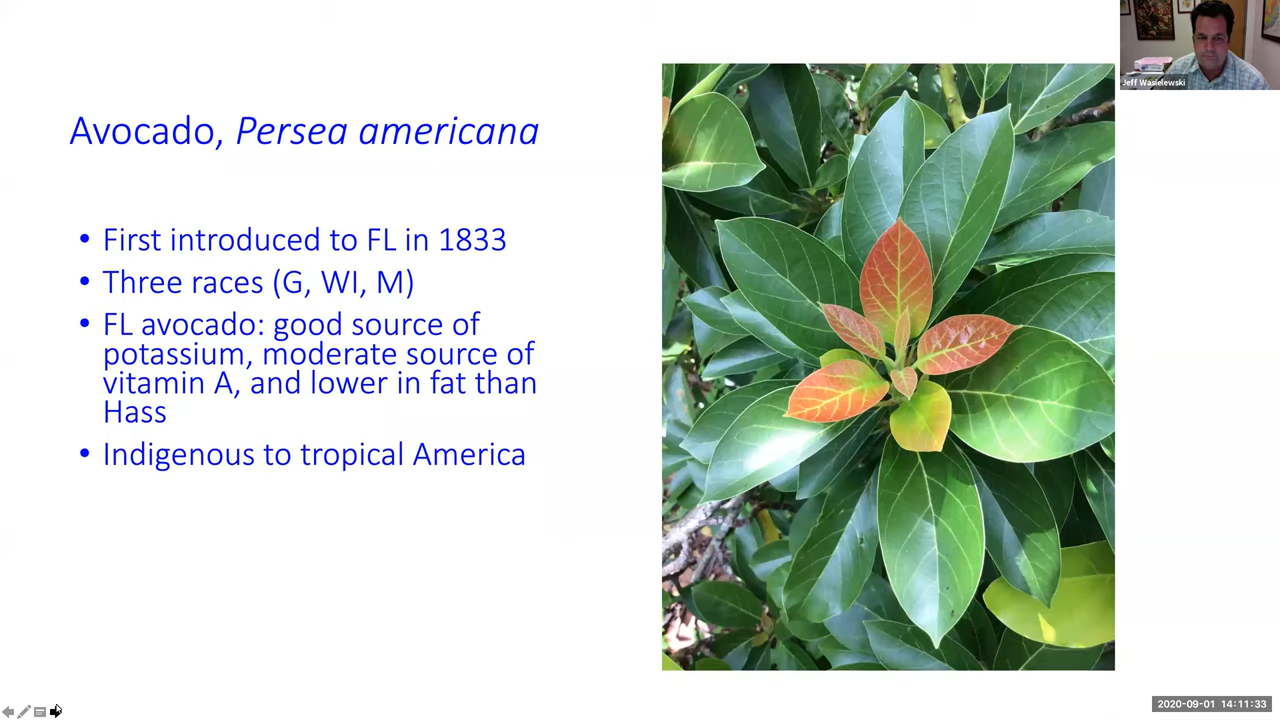 Avocado, Persea americana
• First introduced to FL in 1833
• Three races (G, WI, M)
• FL avocado: good source of
potassium, moderate source of
vitamin A, and lower in fat than
Hass
• Indigenous to tropical America
Jeff Wasielewski
2020-09-01 14:11:33